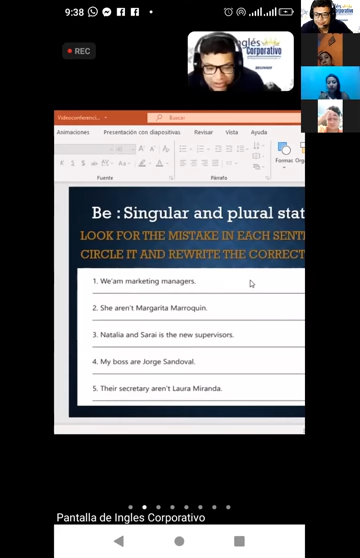 9:38
REC
Inglés
Corporativo
Videoconferenci...
Buscar
Animaciones Presentación con diapositivas Revisar Vista Ayuda
Formas
Fuente Párrafo
Be : Singular and plural stat
LOOK FOR THE MISTAKE IN EACH SENT
CIRCLE IT AND REWRITE THE CORRECT
1. We'am marketing managers.
2. She aren't Margarita Marroquin.
3. Natalia and Sarai is the new supervisors.
4. My boss are Jorge Sandoval.
5. Their secretary aren't Laura Miranda.
Pantalla de Ingles Corporativo